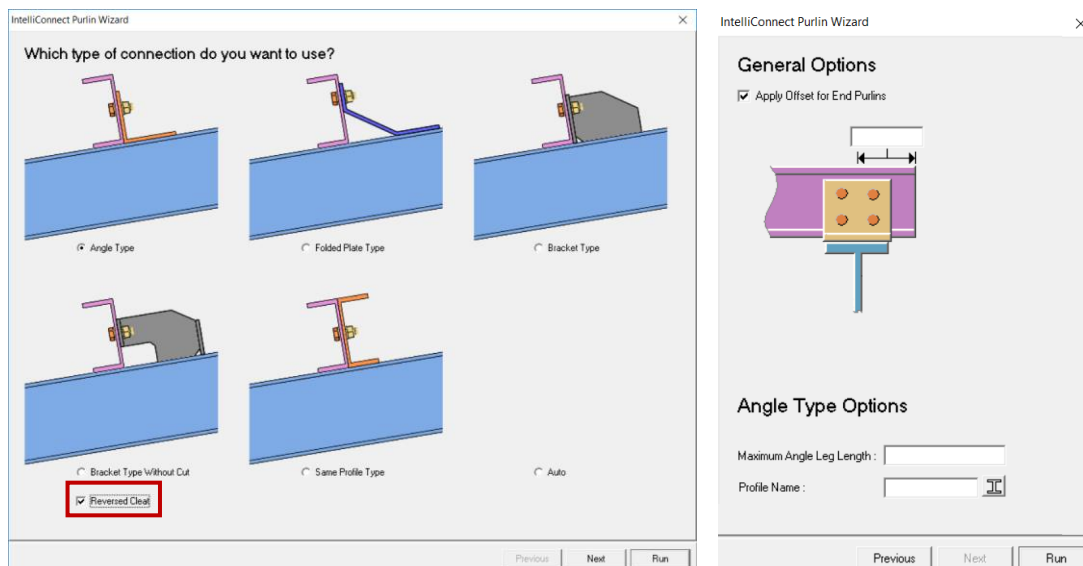 IntelliConnect Purlin Wizard
Which type of connection do you want to use?
Angle Type
Folded Plate Type
Bracket Type
Bracket Type Without Cut
Same Profile Type
Auto
Reversed Cleat
Previous
Next
Run
IntelliConnect Purlin Wizard
General Options
Apply Offset for End Purlins
Angle Type Options
Maximum Angle Leg Length :
Profile Name :
Previous
Next
Run